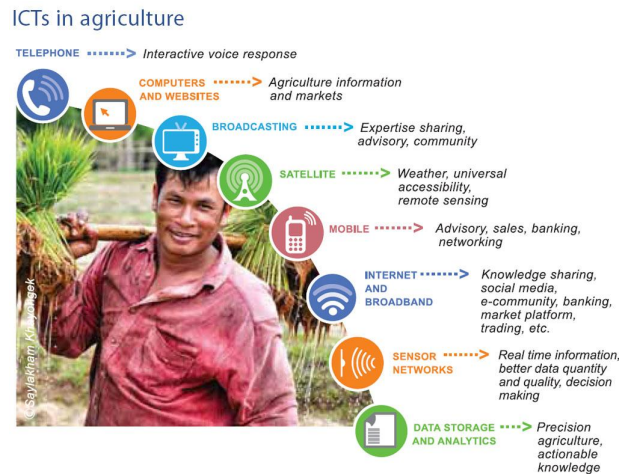 ICTs in agriculture
TELEPHONE
Interactive voice response
COMPUTERS
AND WEBSITES
Agriculture information
and markets
BROADCASTING
Expertise sharing,
advisory, community
SATELLITE
Weather, universal
accessibility,
remote sensing
MOBILE
Advisory, sales, banking,
networking
INTERNET
AND
BROADBAND
Knowledge sharing,
social media,
e-community, banking,
market platform,
trading, etc.
SENSOR
NETWORKS
Real time information,
better data quantity
and quality, decision
making
DATA STORAGE
AND ANALYTICS
Precision
agriculture,
actionable
knowledge
© Saylakham